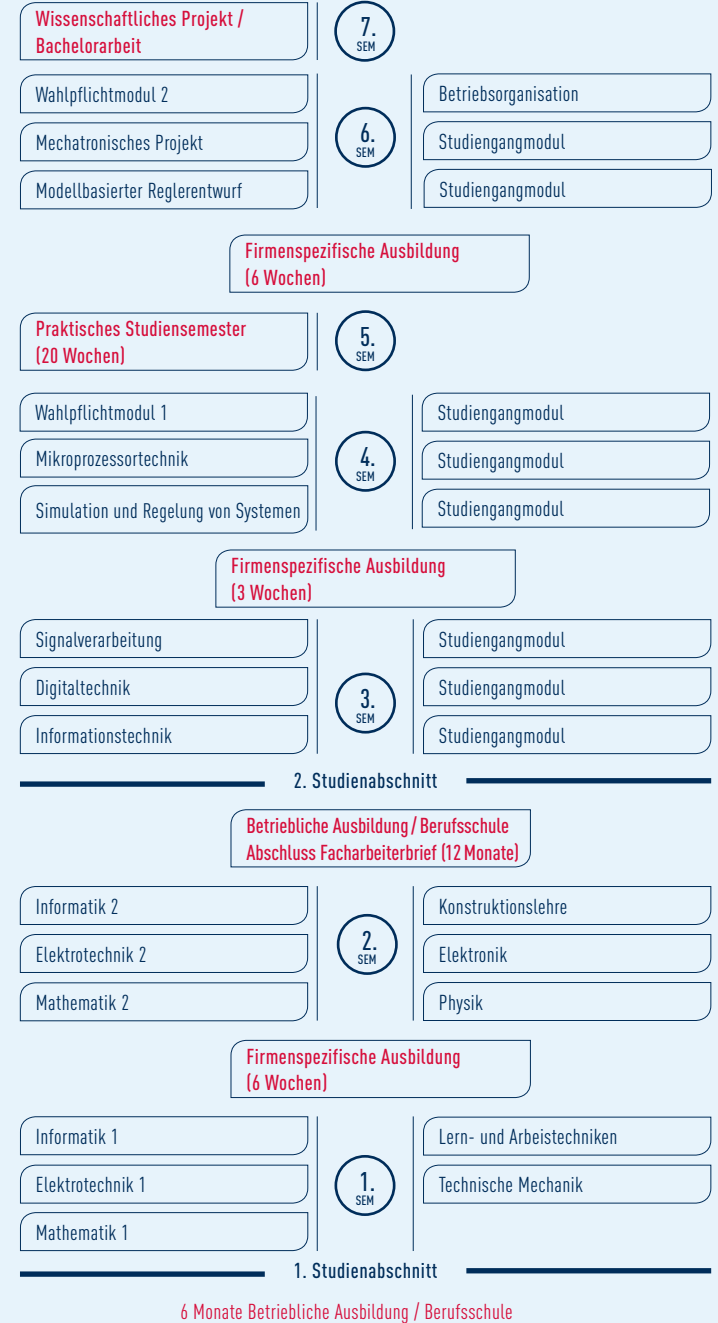 Wissenschaftliches Projekt /
Bachelorarbeit
7.
SEM
Wahlpflichtmodul 2
Mechatronisches Projekt
Modellbasierter Reglerentwurf
6.
SEM
Betriebsorganisation
Studiengangmodul
Studiengangmodul
Firmenspezifische Ausbildung
(6 Wochen)
Praktisches Studiensemester
(20 Wochen)
5.
SEM
Wahlpflichtmodul 1
Mikroprozessortechnik
Simulation und Regelung von Systemen
4.
SEM
Studiengangmodul
Studiengangmodul
Studiengangmodul
Firmenspezifische Ausbildung
(3 Wochen)
Signalverarbeitung
Digitaltechnik
Informationstechnik
3.
SEM
Studiengangmodul
Studiengangmodul
Studiengangmodul
2. Studienabschnitt
Betriebliche Ausbildung / Berufsschule
Abschluss Facharbeiterbrief (12 Monate)
Informatik 2
Elektrotechnik 2
Mathematik 2
2.
SEM
Konstruktionslehre
Elektronik
Physik
Firmenspezifische Ausbildung
(6 Wochen)
Informatik 1
Elektrotechnik 1
Mathematik 1
1.
SEM
Lern- und Arbeistechniken
Technische Mechanik
1. Studienabschnitt
6 Monate Betriebliche Ausbildung / Berufsschule